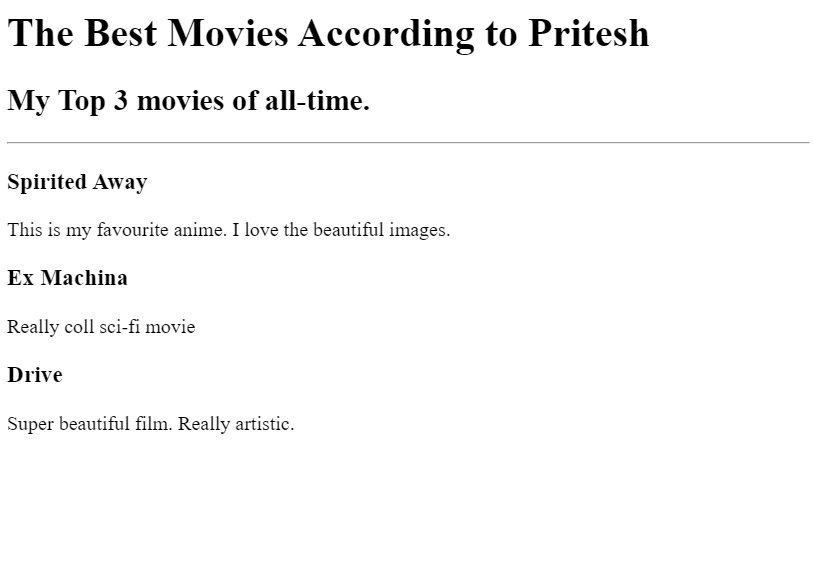 The Best Movies According to Pritesh
My Top 3 movies of all-time.
Spirited Away
This is my favourite anime. I love the beautiful images.
Ex Machina
Really coll sci-fi movie
Drive
Super beautiful film. Really artistic.